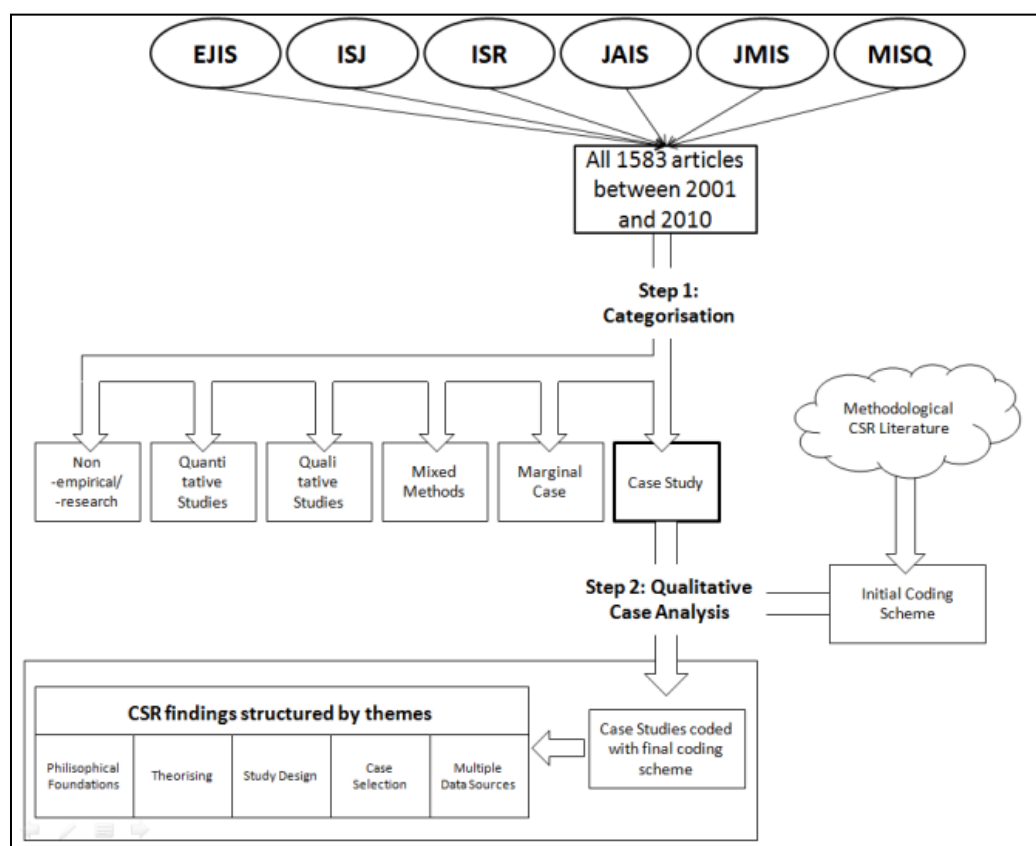 EJIS
ISJ
ISR
JAIS
JMIS
MISQ
All 1583 articles
between 2001
and 2010
Step 1:
Categorisation
Non
-empirical/
-research
Quanti
tative
Studies
Quali
tative
Studies
Mixed
Methods
Marginal
Case
Case Study
Methodological
CSR Literature
Initial Coding
Scheme
Step 2: Qualitative
Case Analysis
Case Studies coded
with final coding
scheme
CSR findings structured by themes
Philisophical
Foundations
Theorising
Study Design
Case
Selection
Multiple
Data Sources